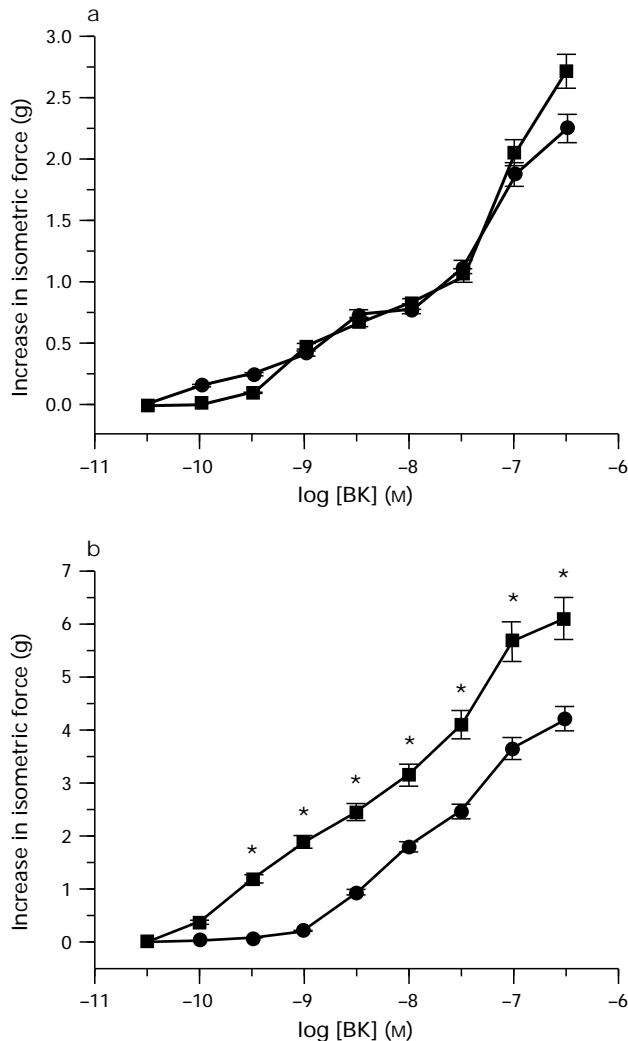 a
3.0
2.5
2.0
1.5
1.0
0.5
0.0
Increase in isometric force (g)
–11 –10 –9 –8 –7 –6
log [BK] (M)
b
7
6
5
4
3
2
1
0
Increase in isometric force (g)
* * * * * * *
–11 –10 –9 –8 –7 –6
log [BK] (M)